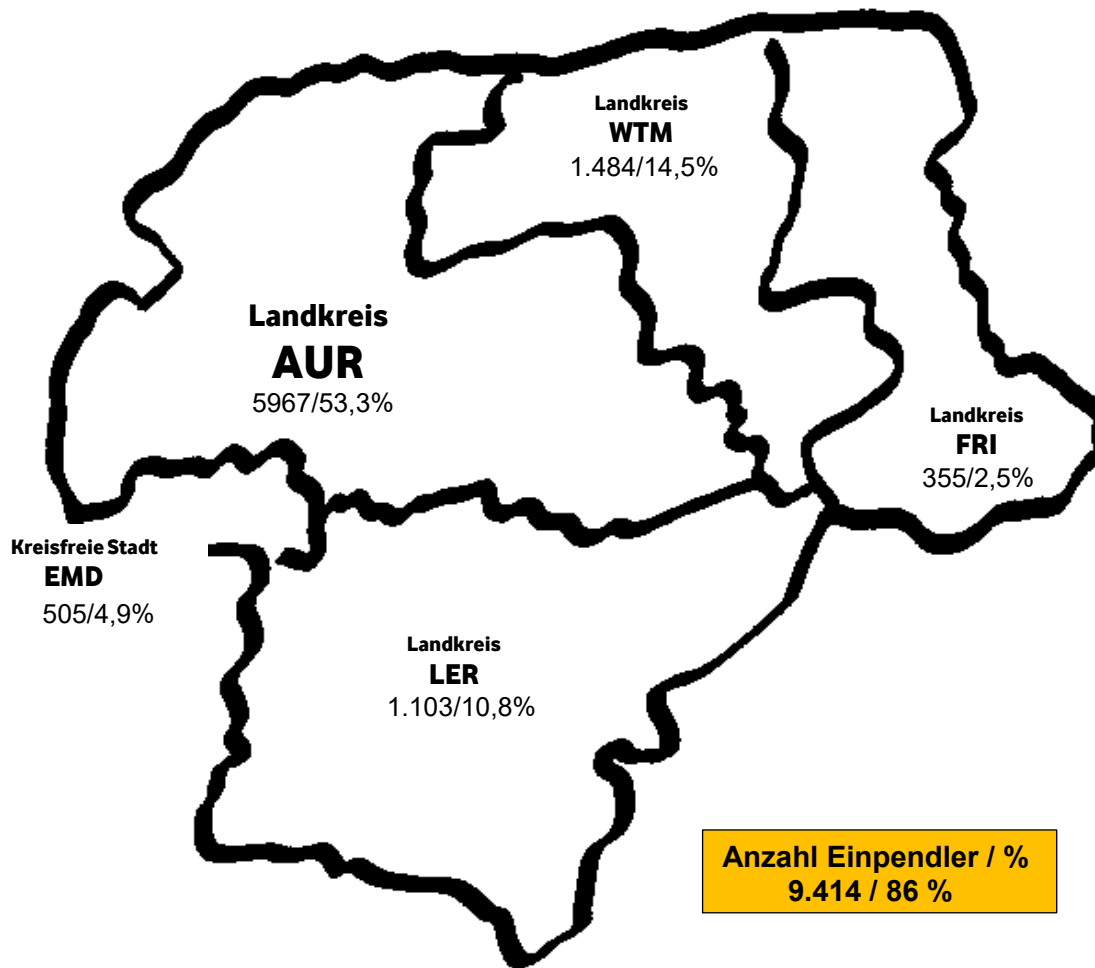 Landkreis
WTM
1.484/14,5%
Landkreis
AUR
5967/53,3%
Landkreis
FRI
355/2,5%
Kreisfreie Stadt
EMD
505/4,9%
Landkreis
LER
1.103/10,8%
Anzahl Einpendler / %
9.414 / 86 %